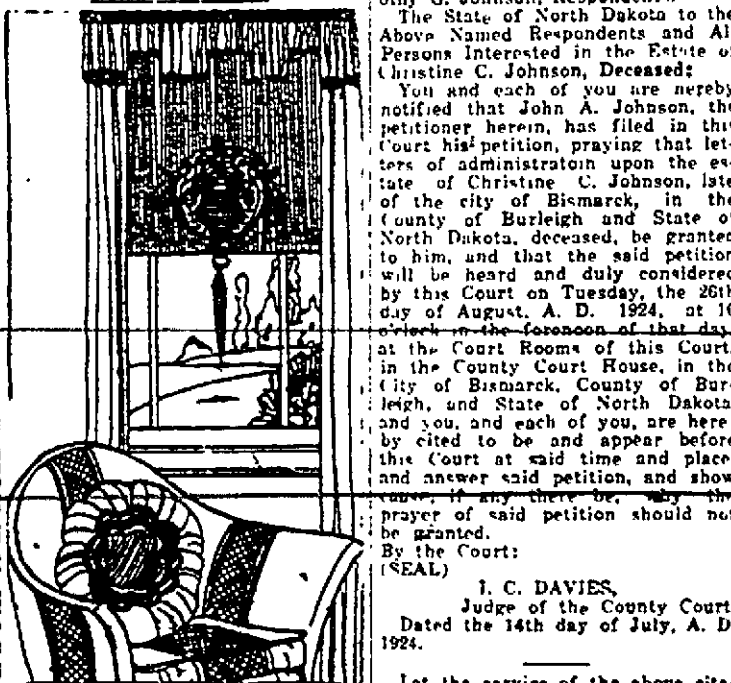 The State of North Dakota to the
Above Named Respondents and Al
Persons Interested in the Estate o
Christine C. Johnson, Deceased:
You and each of you are hereby
notified that John A. Johnson, the
petitioner herein, has filed in this
Court his petition, praying that let-
ters of administratoin upon the es-
tate of Christine C. Johnson, late
of the city of Bismarck, in the
County of Burleigh and State of
North Dakota, deceased, be granted
to him, and that the said petition
will be heard and duly considered
by this Court on Tuesday, the 26th
day of August, A. D. 1924, at 10
o'clock in the forenoon of that day
at the Court Rooms of this Court,
in the County Court House, in the
City of Bismarck, County of Bur-
leigh, and State of North Dakota
and you, and each of you, are here
by cited to be and appear before
this Court at said time and place
and answer said petition, and show
cause, if any there be, why the
prayer of said petition should not
be granted.
By the Court:
(SEAL)
I. C. DAVIES,
Judge of the County Court
Dated the 14th day of July, A. D
1924.
Let the service of the above cita-